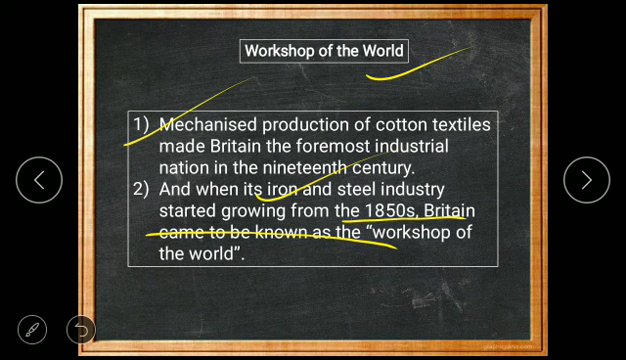 Workshop of the World
1) Mechanised production of cotton textiles
made Britain the foremost industrial
nation in the nineteenth century.
2) And when its iron and steel industry
started growing from the 1850s, Britain
came to be known as the “workshop of
the world”.